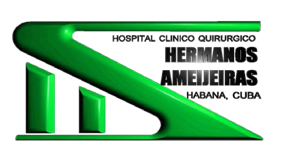 HOSPITAL CLINICO QUIRURGICO
HERMANOS
AMEIJEIRAS
HABANA, CUBA